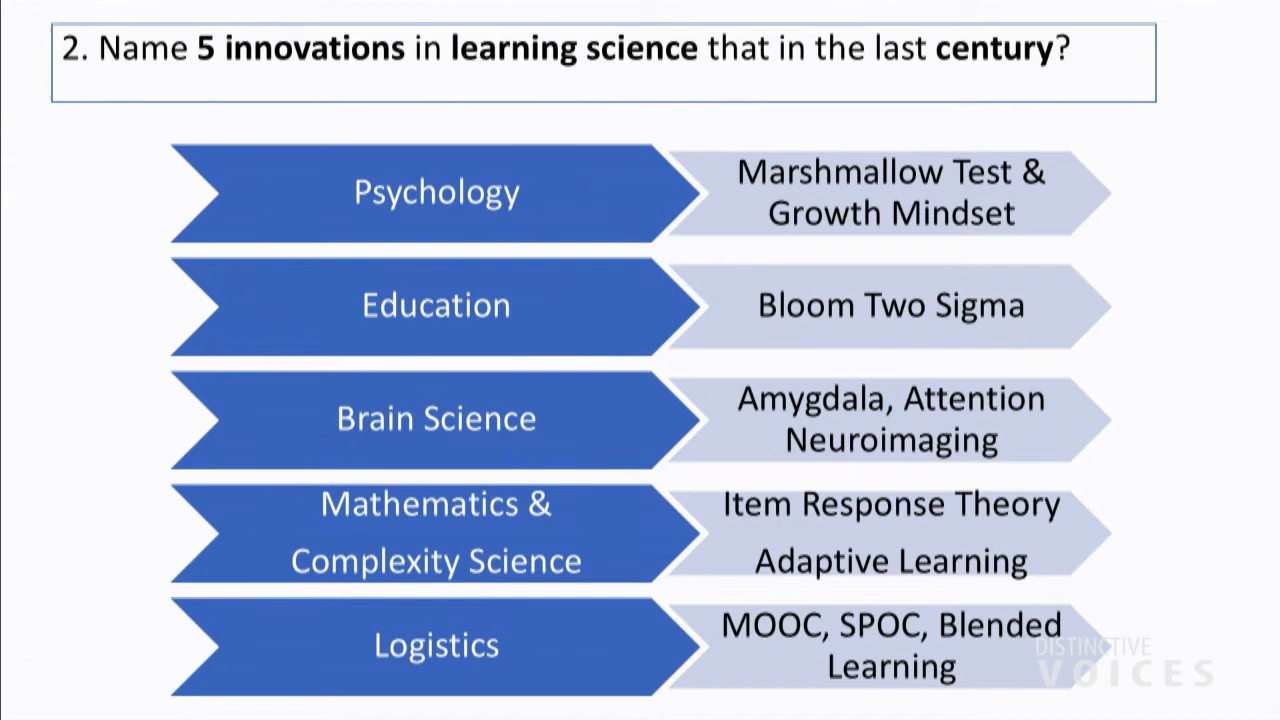 2. Name 5 innovations in learning science that in the last century?
Psychology
Marshmallow Test &
Growth Mindset
Education
Bloom Two Sigma
Brain Science
Amygdala, Attention
Neuroimaging
Mathematics &
Complexity Science
Item Response Theory
Adaptive Learning
Logistics
MOOC, SPOC, Blended
Learning
DISTINCTIVE
VOICES